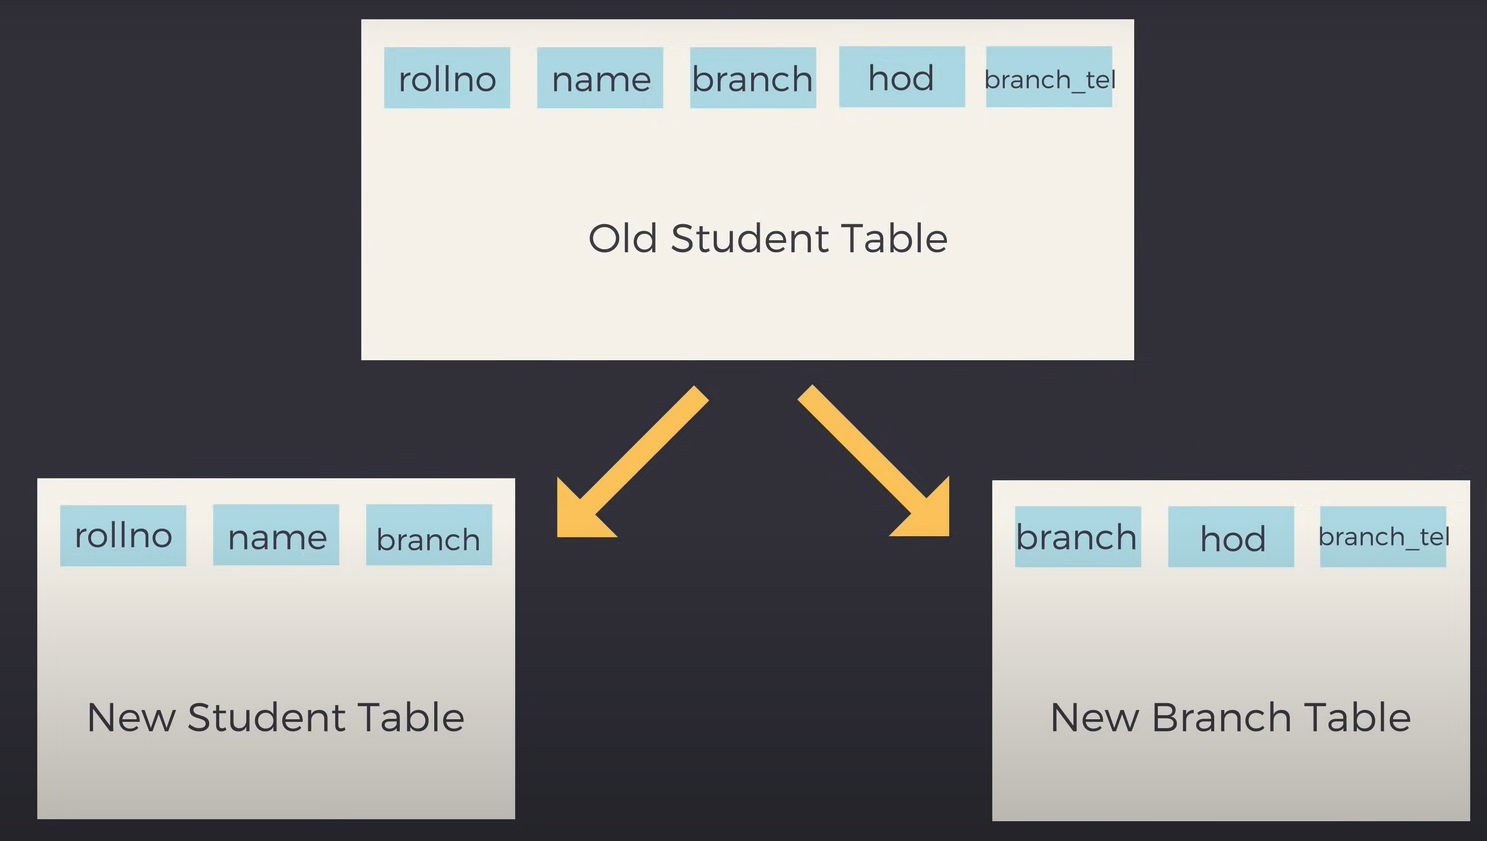 rollno name branch hod branch_tel
Old Student Table
rollno name branch
New Student Table
branch hod branch_tel
New Branch Table